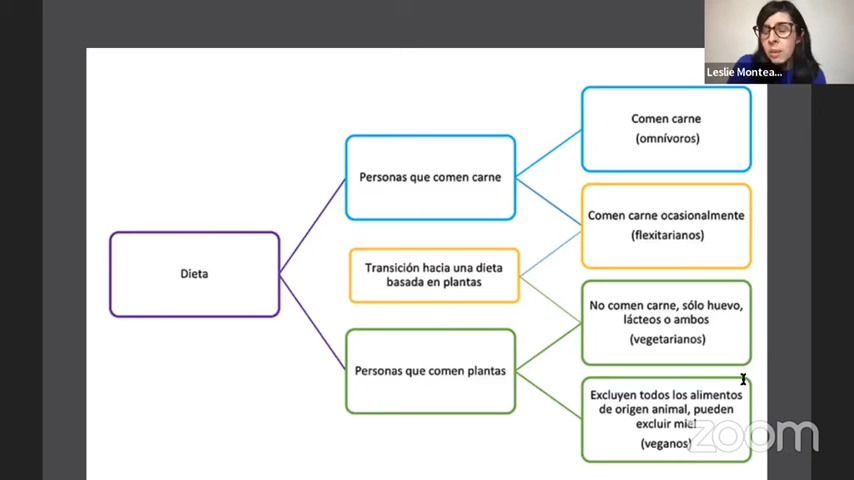 Leslie Montea...
Comen carne
(omnívoros)
Personas que comen carne
Comen carne ocasionalmente
(flexitarianos)
Dieta
Transición hacia una dieta
basada en plantas
No comen carne, sólo huevo,
lácteos o ambos
(vegetarianos)
Personas que comen plantas
Excluyen todos los alimentos
de origen animal, pueden
excluir miel
(veganos)
zoom